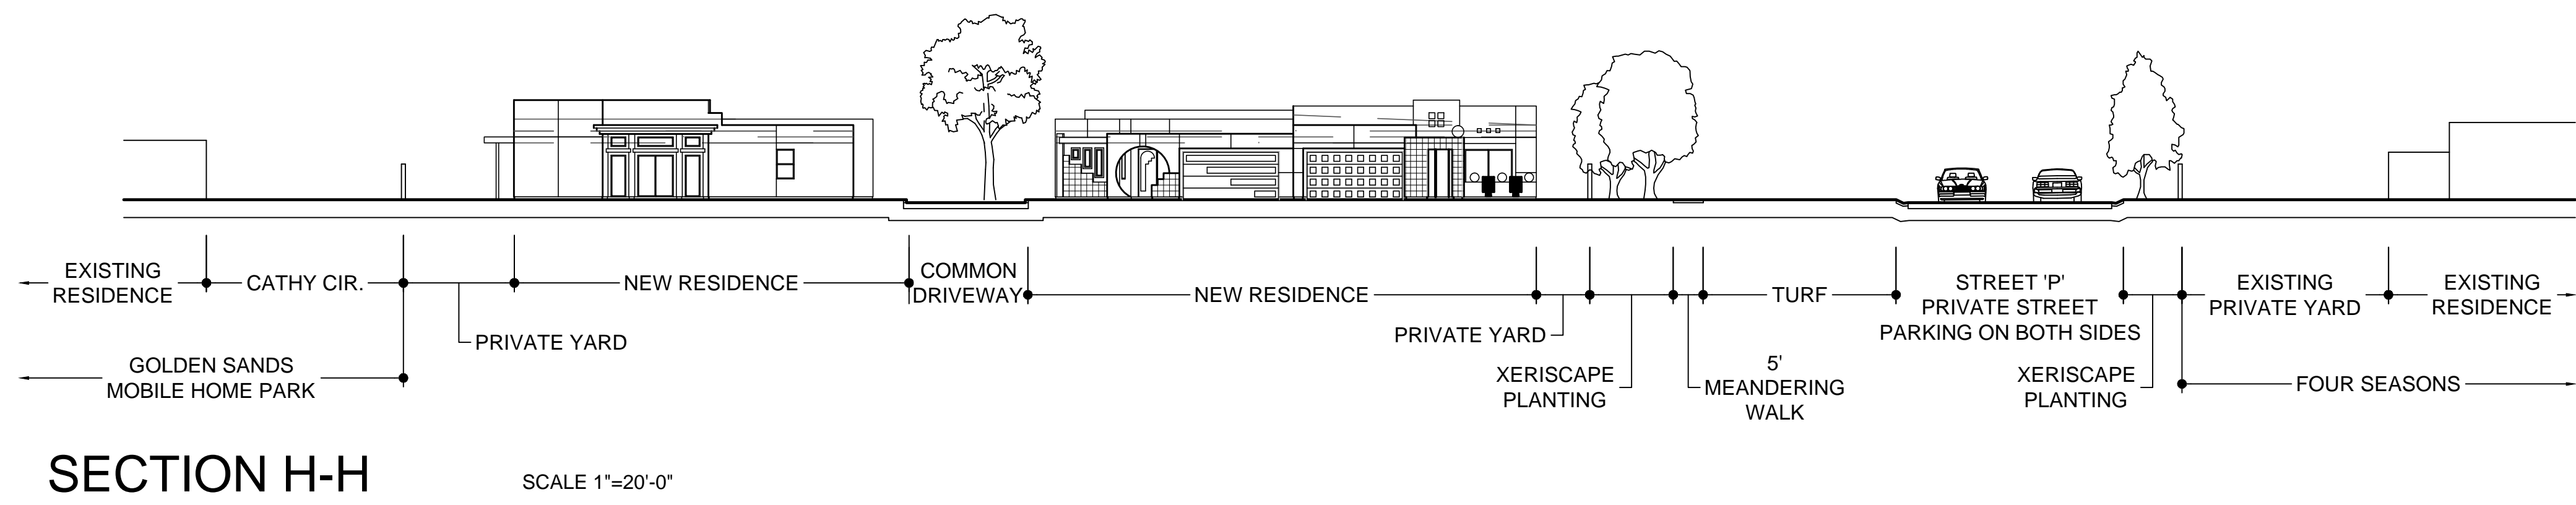 EXISTING
RESIDENCE
CATHY CIR.
NEW RESIDENCE
COMMON
DRIVEWAY
NEW RESIDENCE
TURF
STREET 'P'
PRIVATE STREET
PARKING ON BOTH SIDES
EXISTING
PRIVATE YARD
EXISTING
RESIDENCE
PRIVATE YARD
PRIVATE YARD
GOLDEN SANDS
MOBILE HOME PARK
XERISCAPE
PLANTING
5'
MEANDERING
WALK
XERISCAPE
PLANTING
FOUR SEASONS
SECTION H-H
SCALE 1"=20'-0"